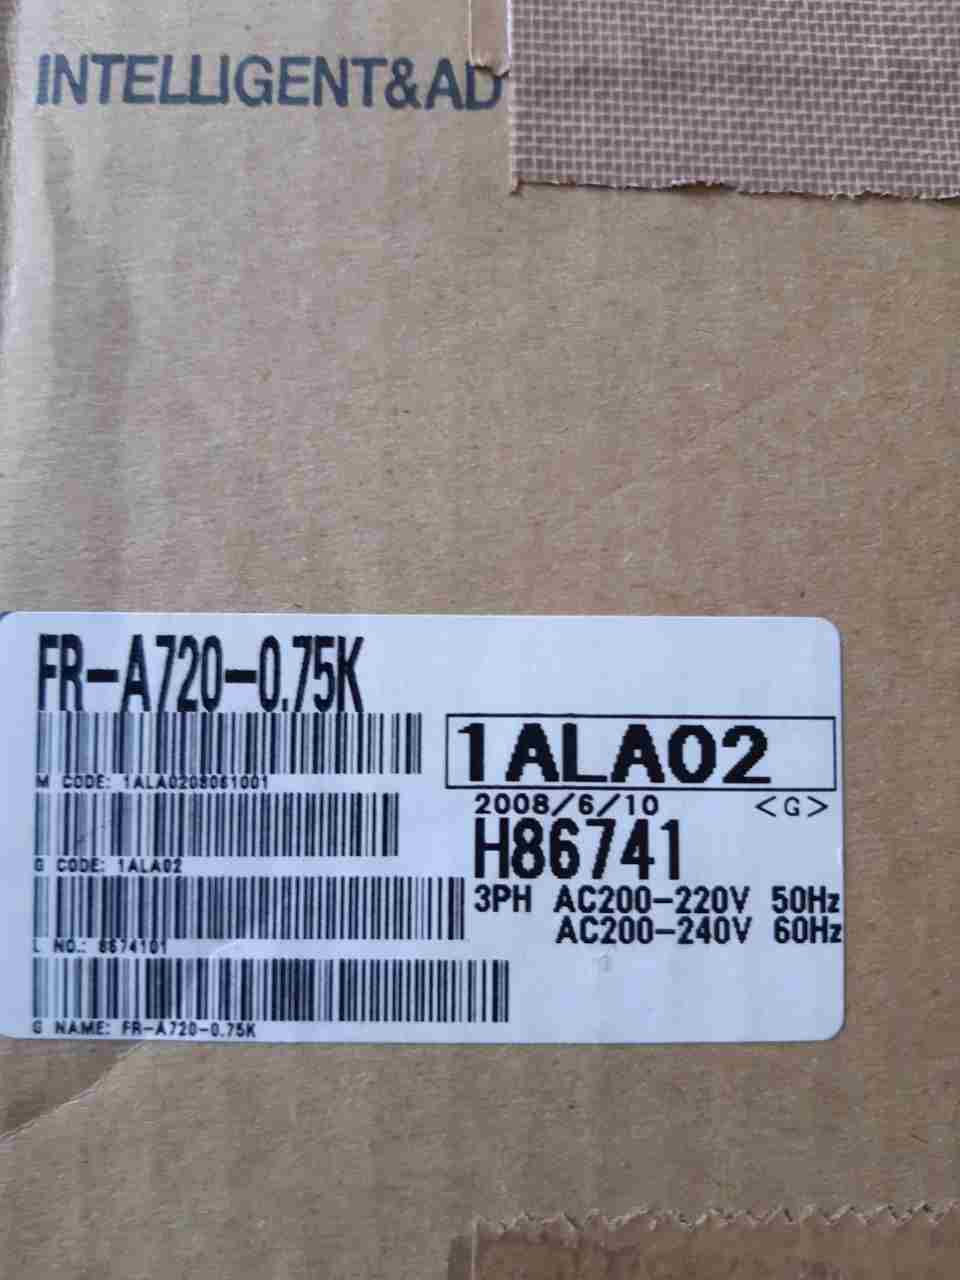 INTELLIGENT&AD
FR-A720-0.75K
M CODE: 1ALA0208061001
1ALA02
2008/6/10 <G>
G CODE: 1ALA02
H86741
3PH AC200-220V 50Hz
AC200-240V 60Hz
L NO.: 8674101
G NAME: FR-A720-0.75K